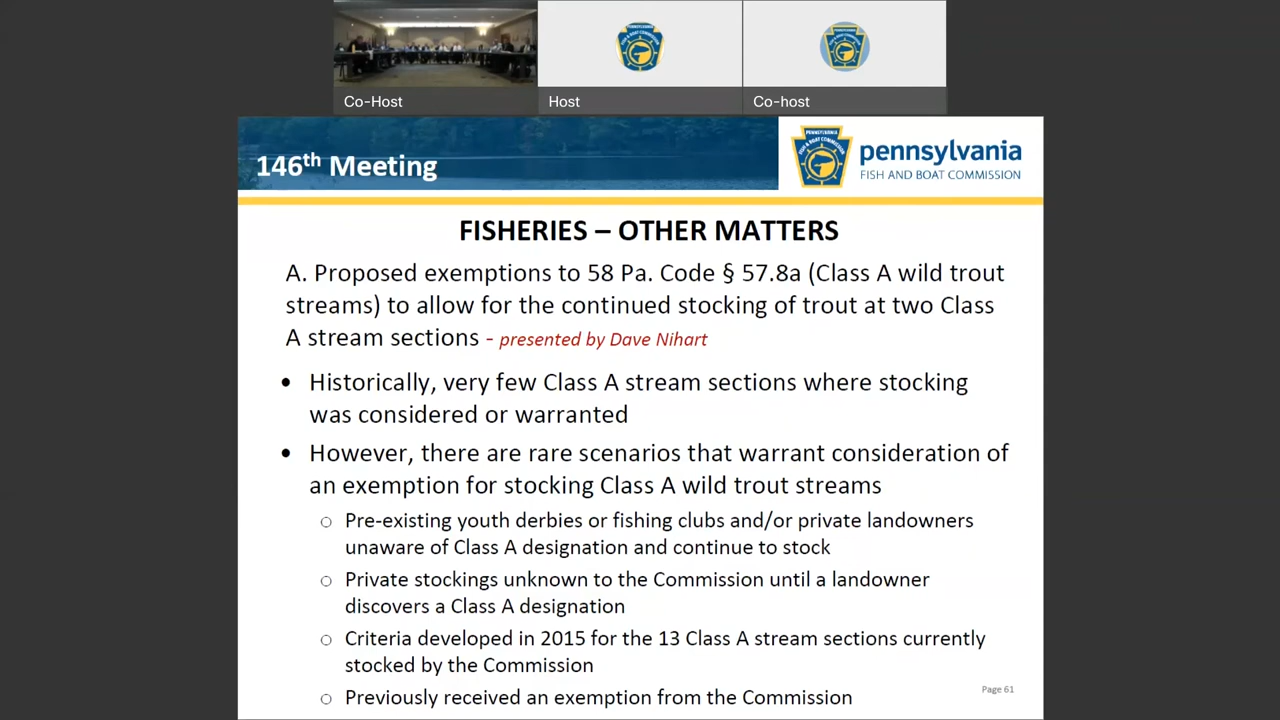 Co-Host
Host
Co-host
146th Meeting
pennsylvania
FISH AND BOAT COMMISSION
FISHERIES – OTHER MATTERS
A. Proposed exemptions to 58 Pa. Code § 57.8a (Class A wild trout
streams) to allow for the continued stocking of trout at two Class
A stream sections - presented by Dave Nihart
• Historically, very few Class A stream sections where stocking
was considered or warranted
• However, there are rare scenarios that warrant consideration of
an exemption for stocking Class A wild trout streams
○ Pre-existing youth derbies or fishing clubs and/or private landowners
unaware of Class A designation and continue to stock
○ Private stockings unknown to the Commission until a landowner
discovers a Class A designation
○ Criteria developed in 2015 for the 13 Class A stream sections currently
stocked by the Commission
○ Previously received an exemption from the Commission
Page 61